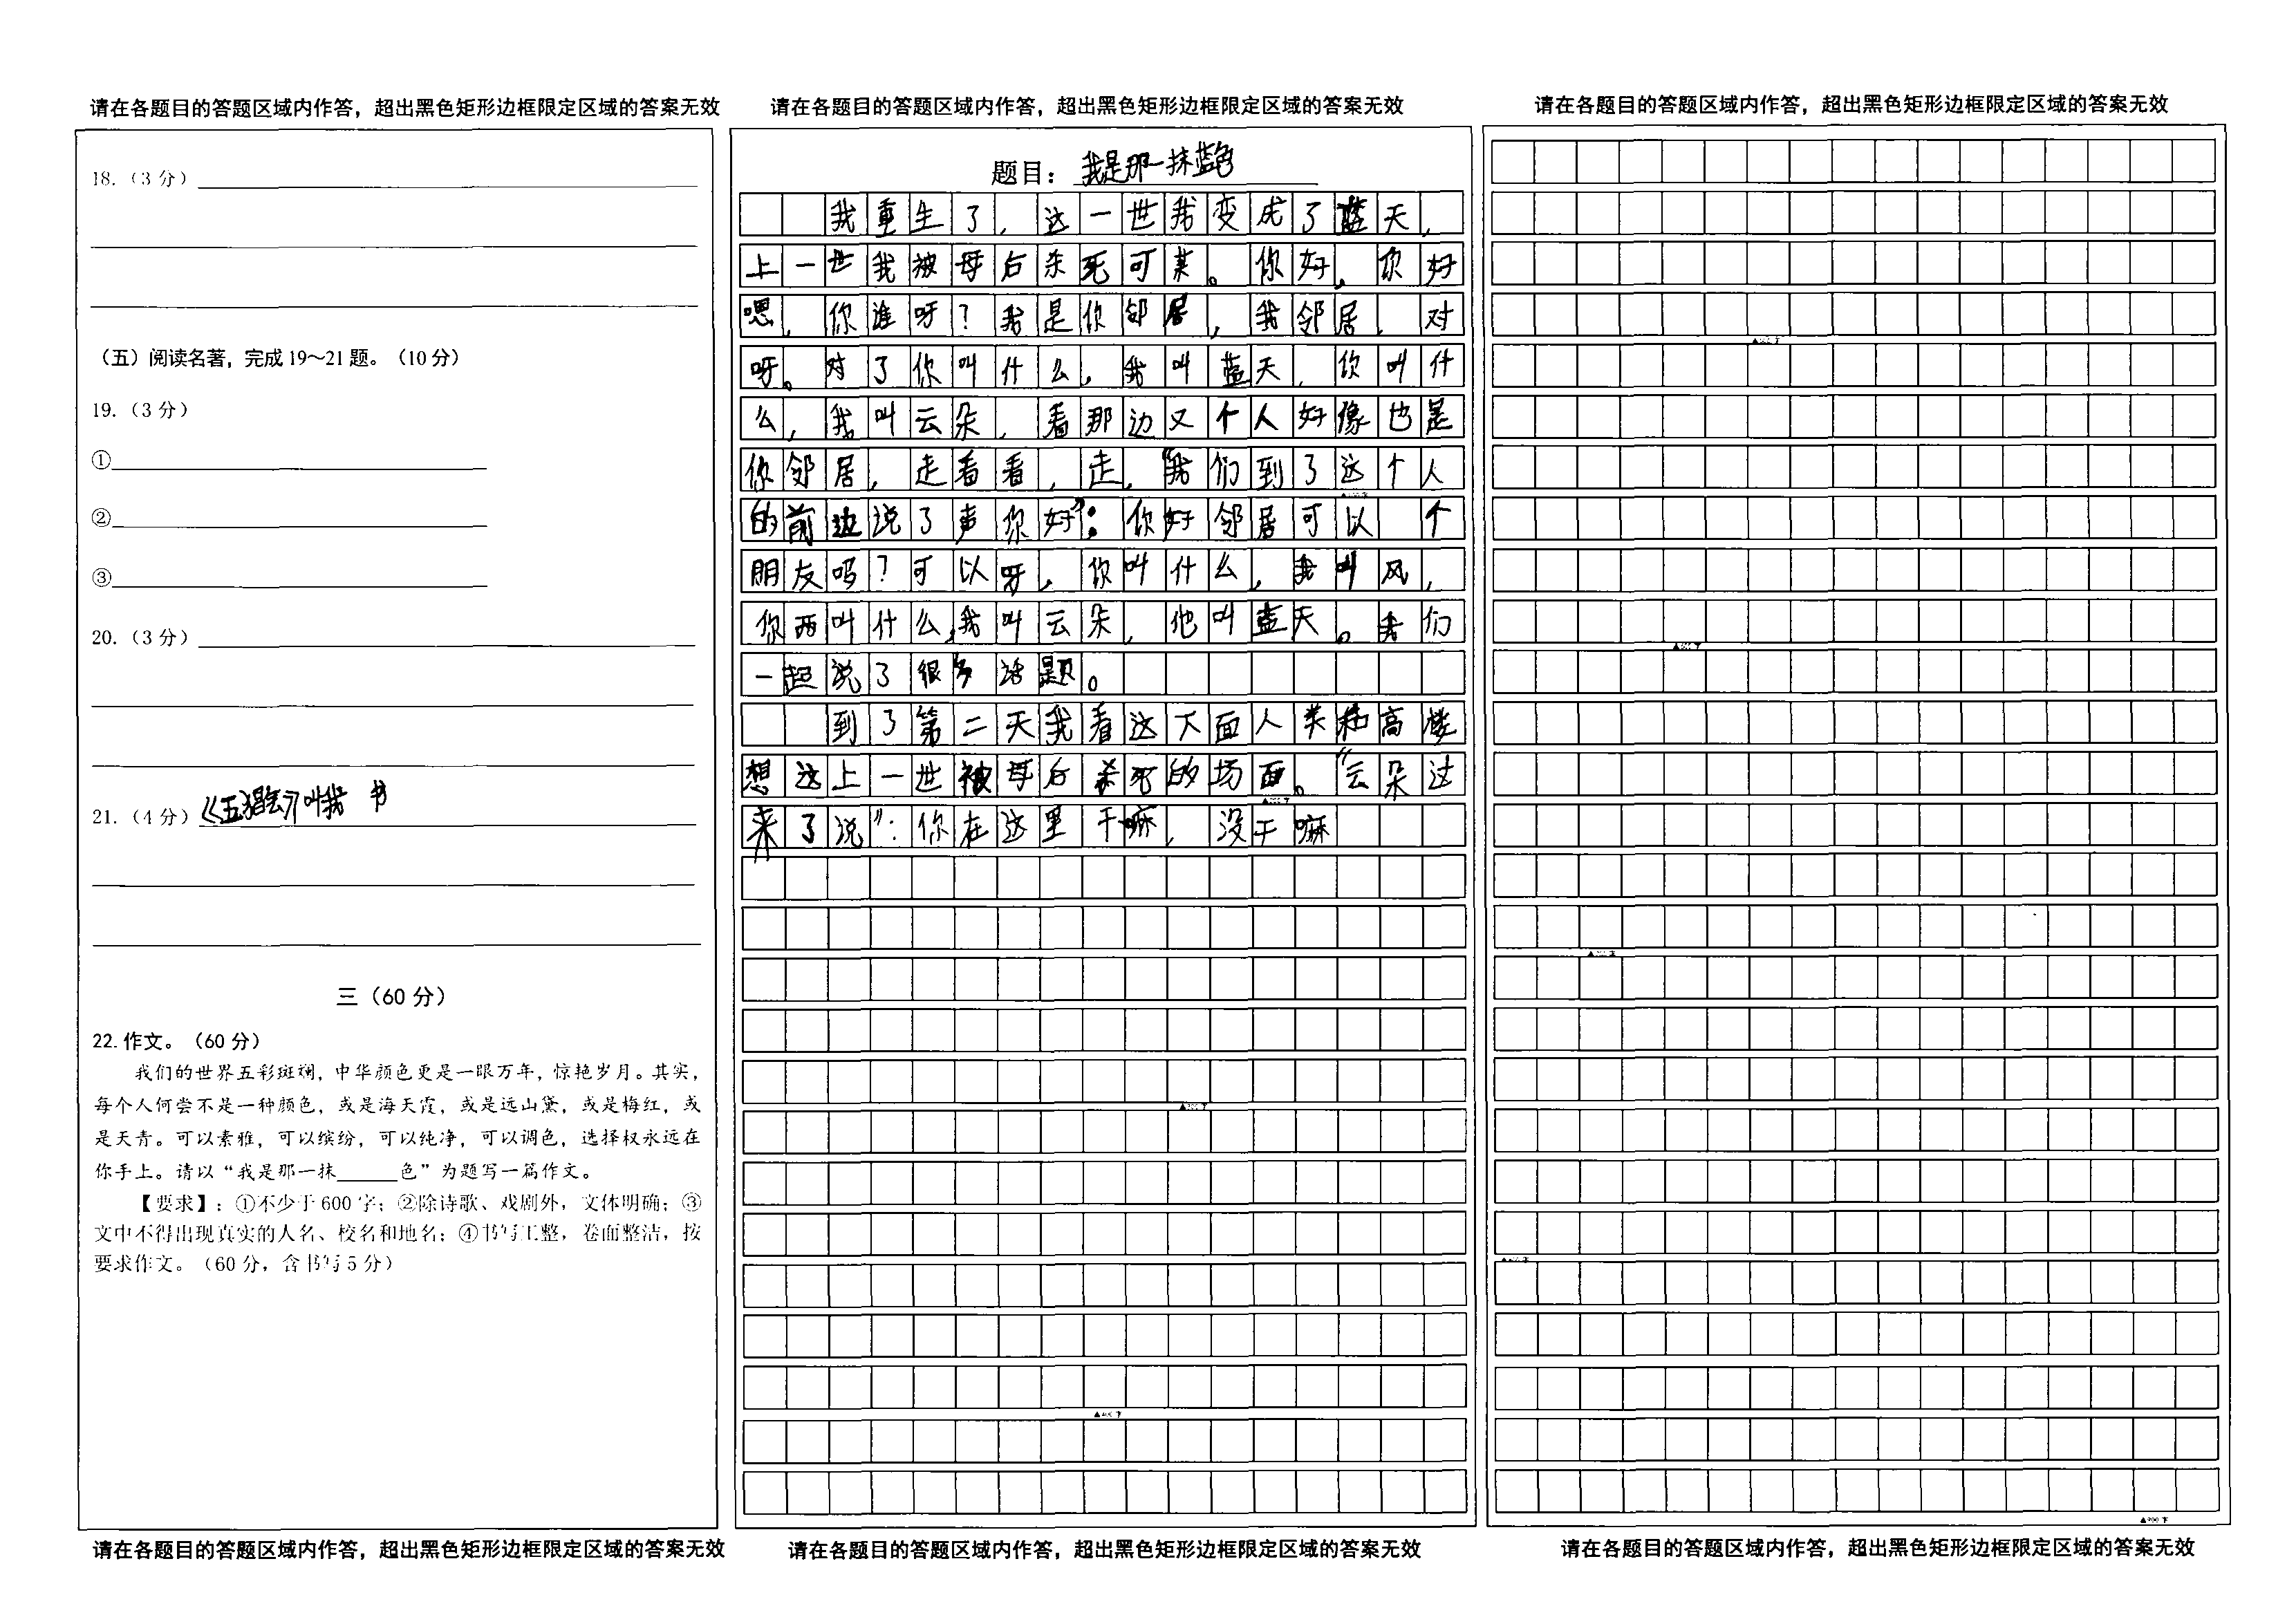 请在各题目的答题区域内作答，超出黑色矩形边框限定区域的答案无效
18.（3 分）
（五）阅读名著，完成 19～21 题。（10 分）
19.（3 分）
①
②
③
20.（3 分）
21.（4 分）叫我 书
三（60 分）
22.作文。（60 分）
我们的世界五彩斑斓，中华颜色更是一眼万年，惊艳岁月。其实，
每个人何尝不是一种颜色，或是海天霞，或是远山黛，或是梅红，或
是天青。可以素雅，可以缤纷，可以纯净，可以调色，选择权永远在
你手上。请以“我是那一抹______色”为题写一篇作文。
【要求】：①不少于 600 字；②除诗歌、戏剧外，文体明确；③
文中不得出现真实的人名、校名和地名；④书写工整，卷面整洁，按
要求作文。（60 分，含书写 5 分）
请在各题目的答题区域内作答，超出黑色矩形边框限定区域的答案无效
请在各题目的答题区域内作答，超出黑色矩形边框限定区域的答案无效
题目：我是那一抹蓝色
我重生了，这一世我变成了蓝天，
上一世我被母后杀死可某。你好，你好
嗯，你谁呀？我是你邻居，我邻居，对
呀。对了你叫什么，我叫蓝天，你叫什
么，我叫云朵，看那边又个人好像也是
你邻居，走看看，走，“我们到了这个人
的前边说了声你好”：你好邻居可以 个
朋友吗？可以呀，你叫什么，我叫风，
你两叫什么，我叫云朵，他叫蓝天。我们
一起说了很多话题。
到了第二天我看这下面人类和高楼
想这上一世被母后杀死的场面。“云朵过
来了说”：你在这里干嘛，没干嘛
请在各题目的答题区域内作答，超出黑色矩形边框限定区域的答案无效
请在各题目的答题区域内作答，超出黑色矩形边框限定区域的答案无效
▲900 字
请在各题目的答题区域内作答，超出黑色矩形边框限定区域的答案无效